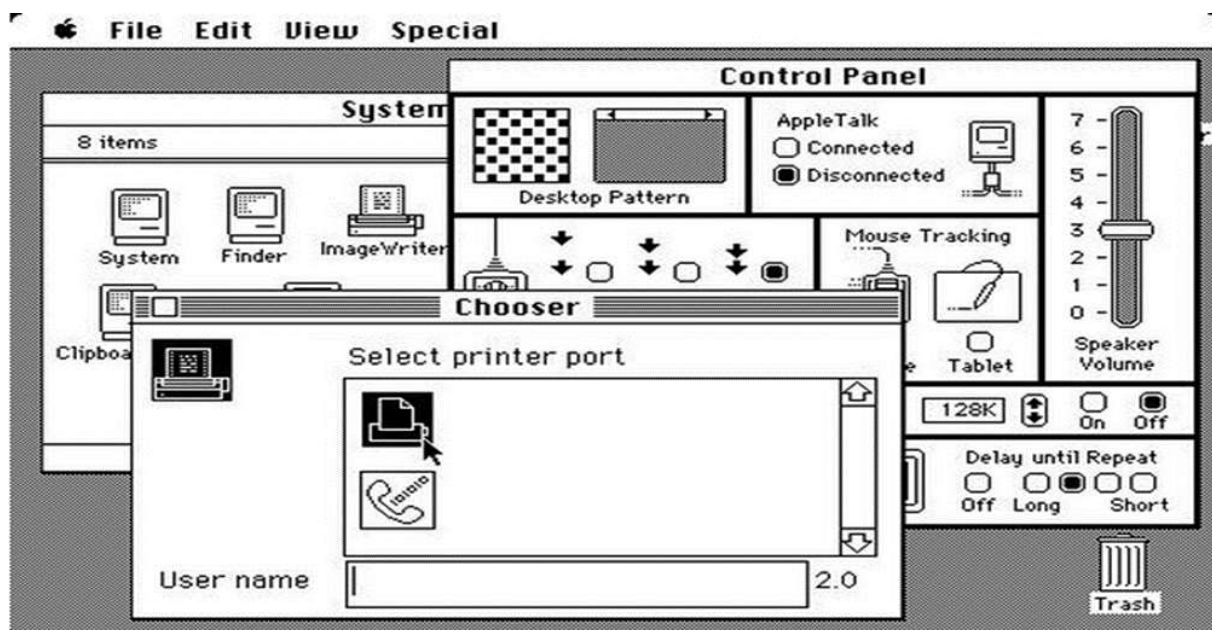 File Edit View Special
Control Panel
System
8 items
System
Finder
ImageWriter
Desktop Pattern
AppleTalk
Connected
Disconnected
7
6
5
4
3
2
1
0
Speaker
Volume
Mouse Tracking
Tablet
128K
On Off
Delay until Repeat
Off Long Short
Chooser
Select printer port
User name
2.0
Trash